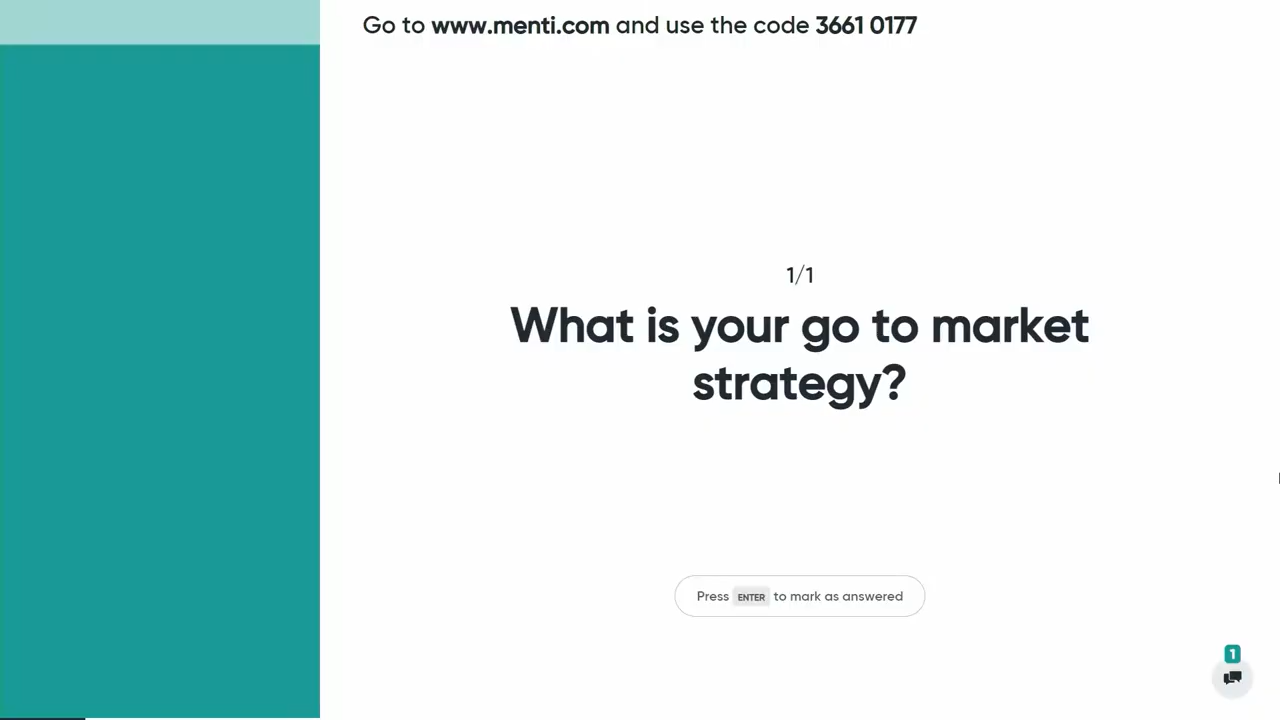 Go to www.menti.com and use the code 3661 0177
1/1
What is your go to market
strategy?
Press ENTER to mark as answered
1